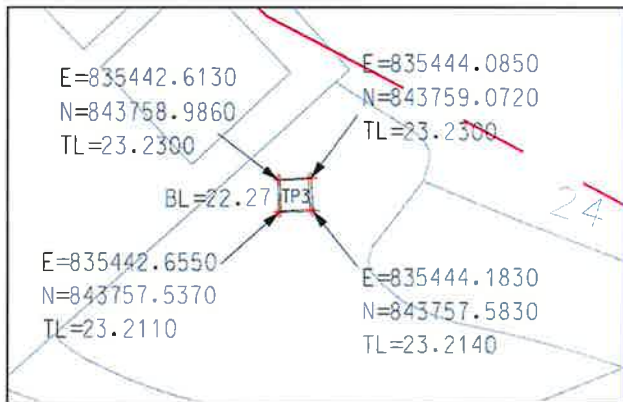 E=835442.6130
N=843758.9860
TL=23.2300
E=835444.0850
N=843759.0720
TL=23.2300
BL=22.27
TP3
24
E=835442.6550
N=843757.5370
TL=23.2110
E=835444.1830
N=843757.5830
TL=23.2140